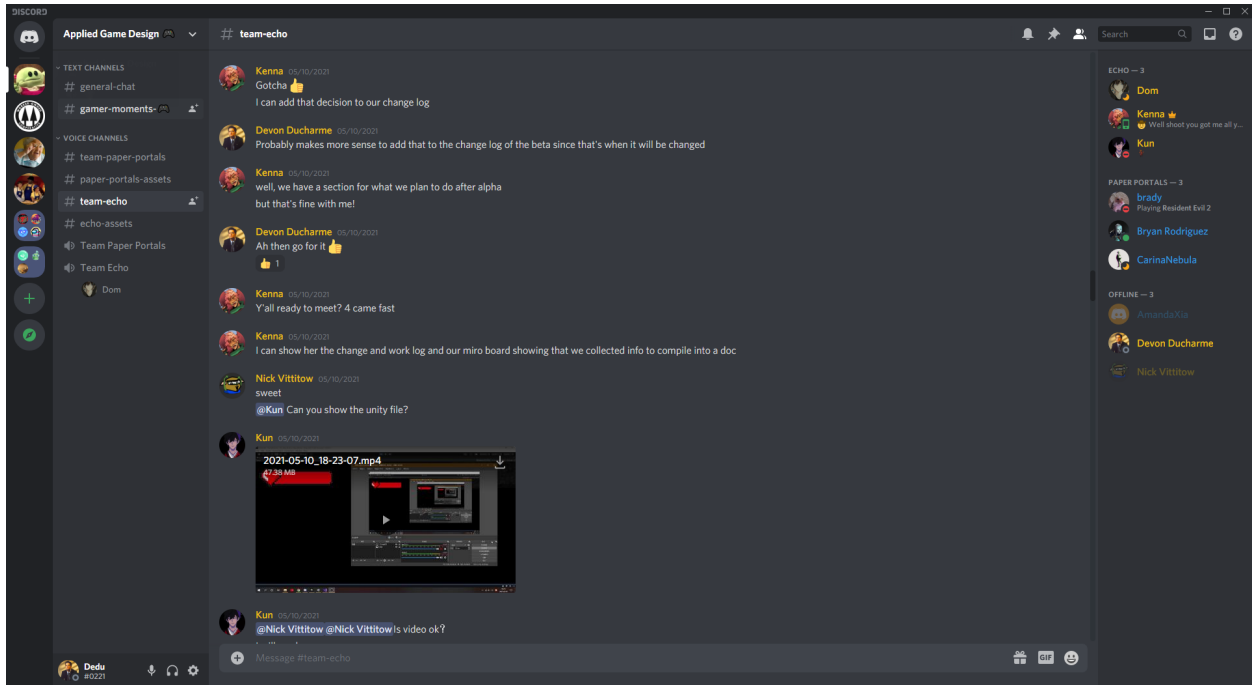 DISCORD
Applied Game Design
TEXT CHANNELS
# general-chat
# gamer-moments-
VOICE CHANNELS
# team-paper-portals
# paper-portals-assets
# team-echo
# echo-assets
Team Paper Portals
Team Echo
Dom
Dedu
#0221
# team-echo
Search
Kenna 05/10/2021
Gotcha 👍
I can add that decision to our change log
Devon Ducharme 05/10/2021
Probably makes more sense to add that to the change log of the beta since that's when it will be changed
Kenna 05/10/2021
well, we have a section for what we plan to do after alpha
but that's fine with me!
Devon Ducharme 05/10/2021
Ah then go for it 👍
👍 1
Kenna 05/10/2021
Y'all ready to meet? 4 came fast
Kenna 05/10/2021
I can show her the change and work log and our miro board showing that we collected info to compile into a doc
Nick Vittitow 05/10/2021
sweet
@Kun Can you show the unity file?
Kun 05/10/2021
2021-05-10_18-23-07.mp4
47.38 MB
Kun 05/10/2021
@Nick Vittitow @Nick Vittitow Is video ok?
Message #team-echo
GIF
ECHO — 3
Dom
Kenna
Well shoot you got me all y...
Kun
PAPER PORTALS — 3
brady
Playing Resident Evil 2
Bryan Rodriguez
CarinaNebula
OFFLINE — 3
AmandaXie
Devon Ducharme
Nick Vittitow